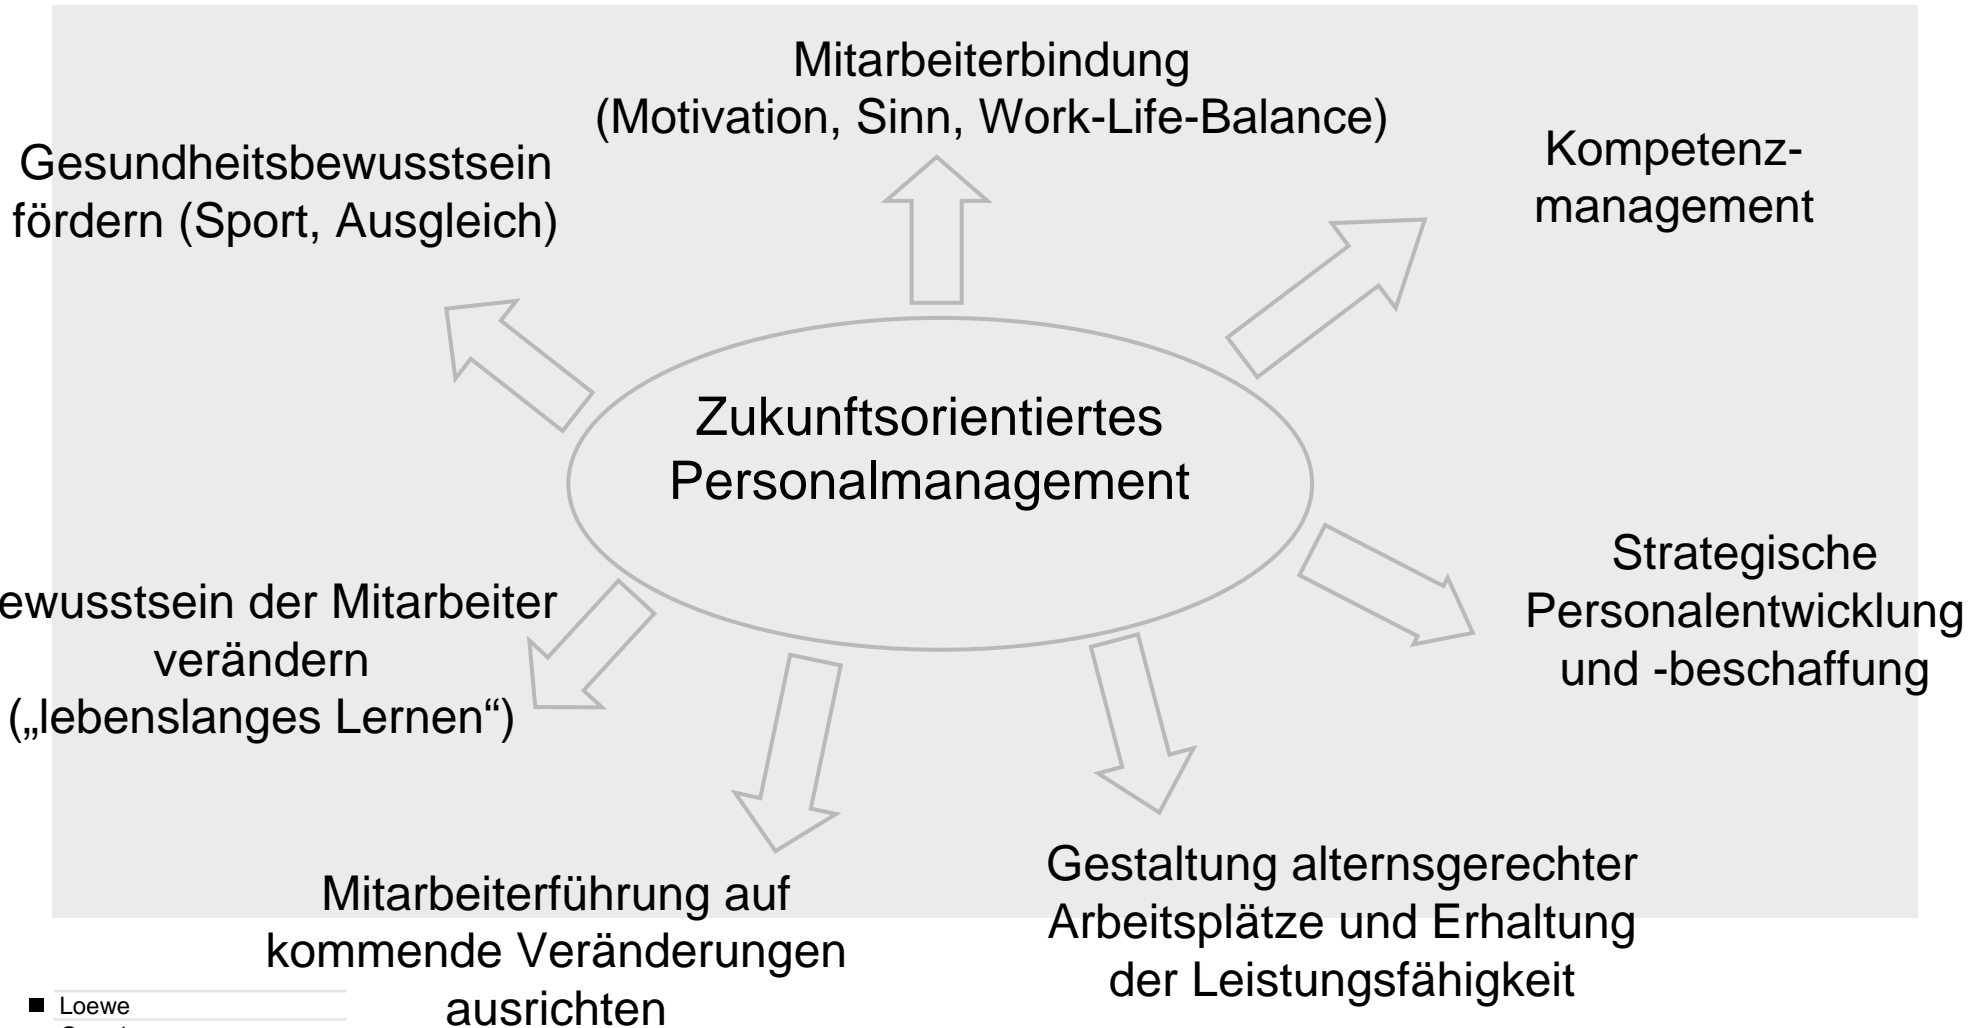 Mitarbeiterbindung
(Motivation, Sinn, Work-Life-Balance)
Gesundheitsbewusstsein
fördern (Sport, Ausgleich)
Kompetenz-
management
Zukunftsorientiertes
Personalmanagement
Strategische
Personalentwicklung
und -beschaffung
ewusstsein der Mitarbeiter
verändern
(„lebenslanges Lernen“)
Gestaltung alternsgerechter
Arbeitsplätze und Erhaltung
der Leistungsfähigkeit
Mitarbeiterführung auf
kommende Veränderungen
ausrichten
Loewe